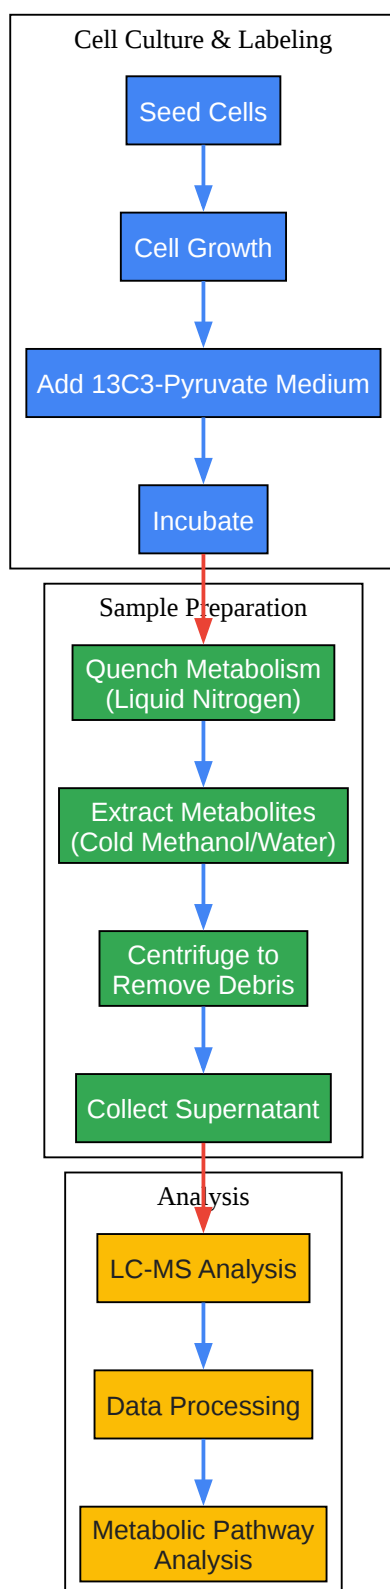 Cell Culture & Labeling
Seed Cells
Cell Growth
Add 13C3-Pyruvate Medium
Incubate
Sample Preparation
Quench Metabolism
(Liquid Nitrogen)
Extract Metabolites
(Cold Methanol/Water)
Centrifuge to
Remove Debris
Collect Supernatant
Analysis
LC-MS Analysis
Data Processing
Metabolic Pathway
Analysis